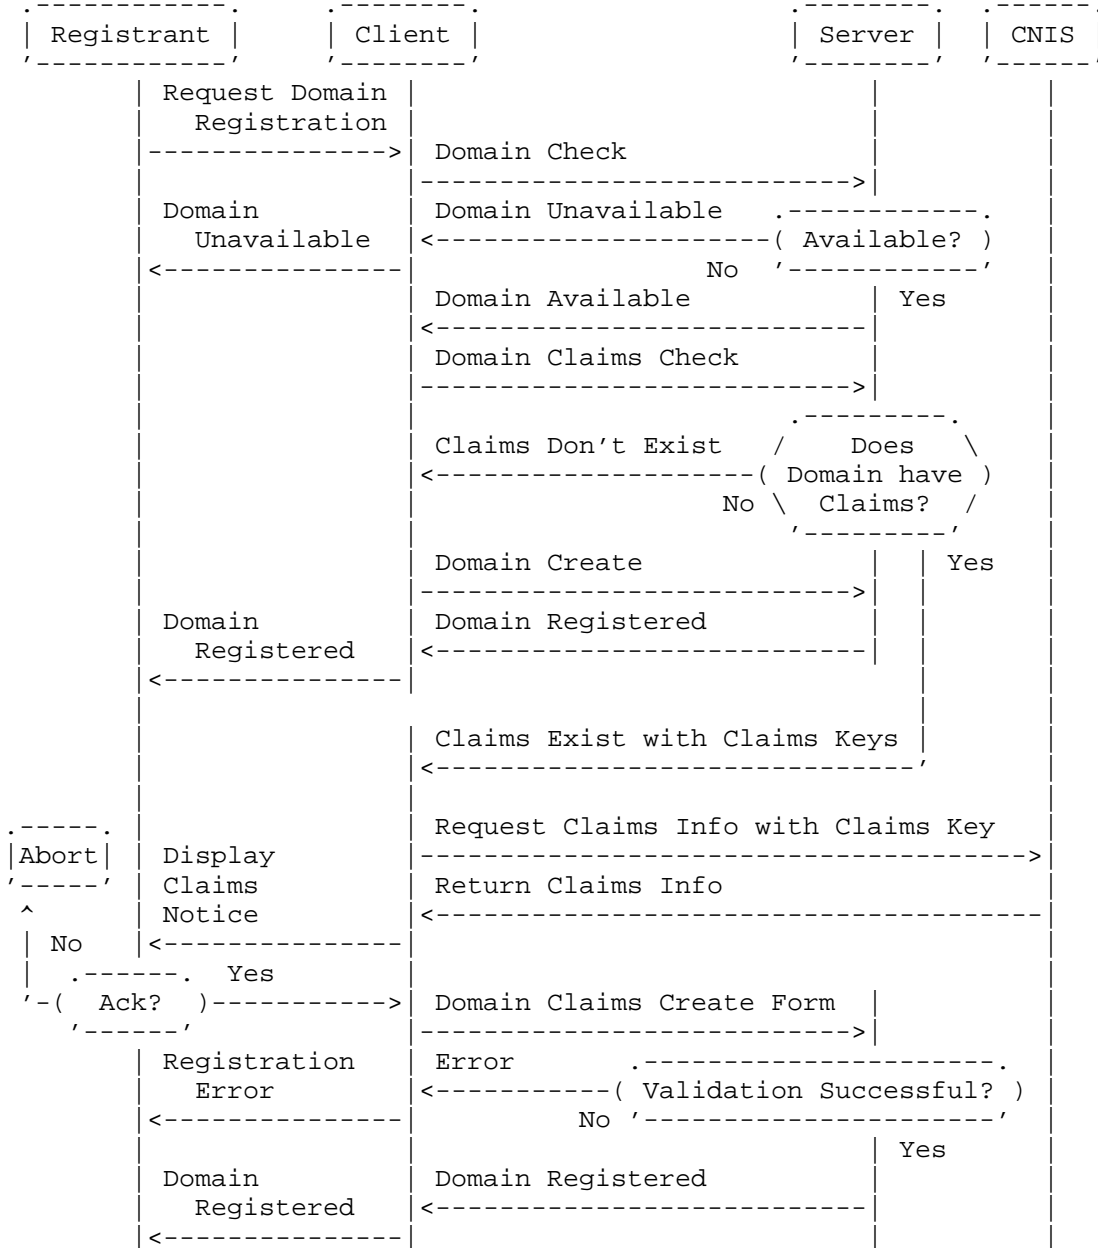 Registrant Client Server CNIS
Request Domain
Registration
Domain Check
Domain Domain Unavailable
Unavailable ( Available? )
No
Domain Available Yes
Domain Claims Check
Claims Don't Exist Does
( Domain have )
No Claims?
Domain Create Yes
Domain Domain Registered
Registered
Claims Exist with Claims Keys
Request Claims Info with Claims Key
Abort Display
Claims Return Claims Info
Notice
No
Yes
( Ack? ) Domain Claims Create Form
Registration Error
Error ( Validation Successful? )
No
Yes
Domain Domain Registered
Registered